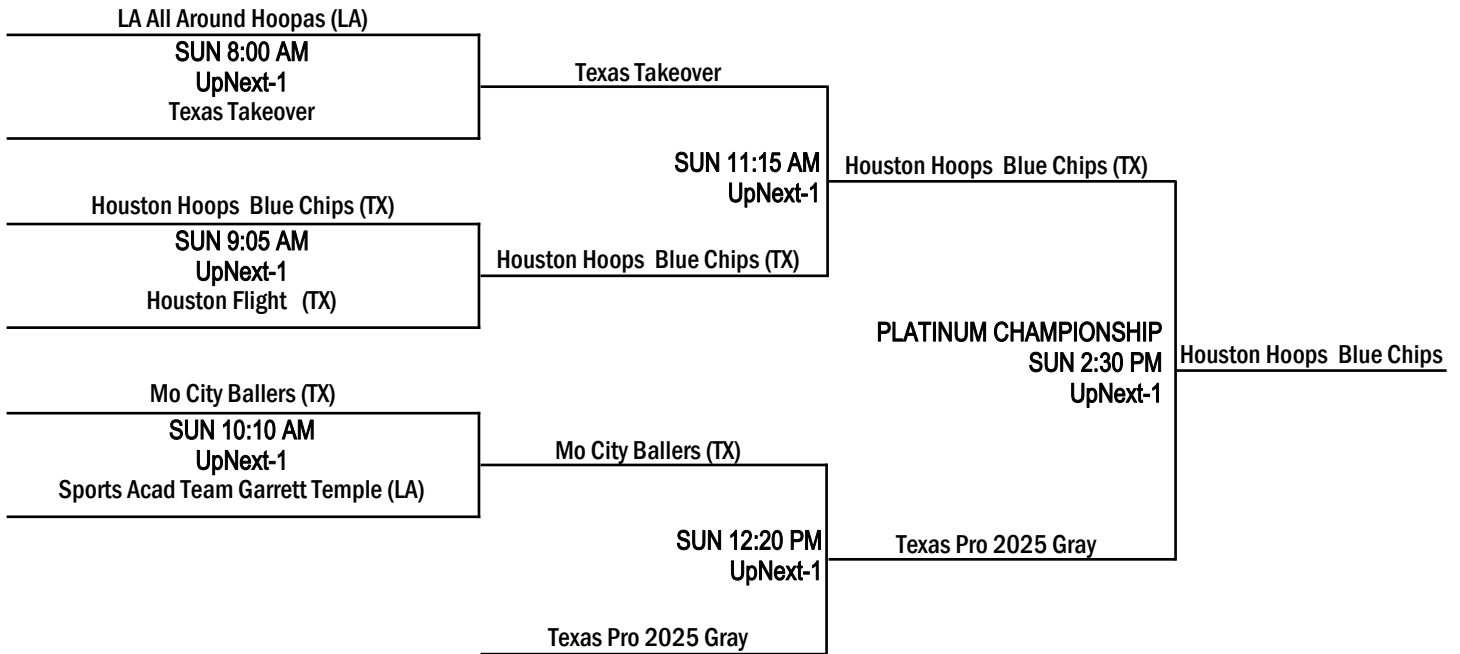 LA All Around Hoopas (LA)
SUN 8:00 AM
UpNext-1
Texas Takeover
Texas Takeover
SUN 11:15 AM
UpNext-1
Houston Hoops  Blue Chips (TX)
Houston Hoops  Blue Chips (TX)
SUN 9:05 AM
UpNext-1
Houston Flight   (TX)
Houston Hoops  Blue Chips (TX)
PLATINUM CHAMPIONSHIP
SUN 2:30 PM
UpNext-1
Houston Hoops  Blue Chips
Mo City Ballers (TX)
SUN 10:10 AM
UpNext-1
Sports Acad Team Garrett Temple (LA)
Mo City Ballers (TX)
SUN 12:20 PM
UpNext-1
Texas Pro 2025 Gray
Texas Pro 2025 Gray